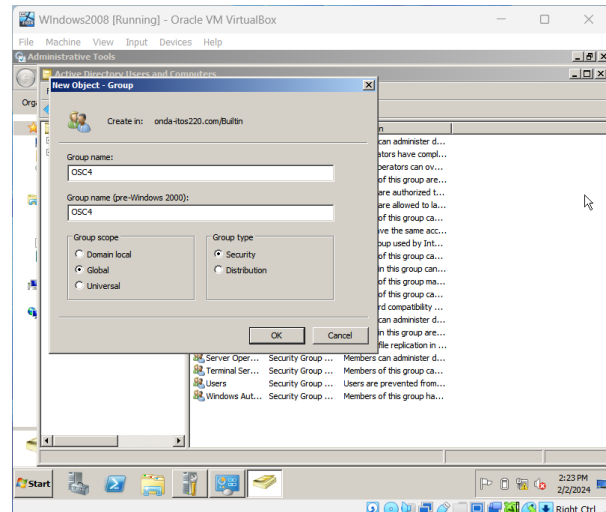 WIndows2008 [Running] - Oracle VM VirtualBox
File Machine View Input Devices Help
Administrative Tools
Active Directory Users and Computers
New Object - Group
Create in: onda-itos220.com/Builtin
Group name:
OSC4
Group name (pre-Windows 2000):
OSC4
Group scope
Domain local
Global
Universal
Group type
Security
Distribution
OK Cancel
can administer d...
ators have compl...
perators can ov...
of this group are...
are authorized t...
are allowed to la...
of this group ca...
ve the same acc...
oup used by Int...
of this group ca...
in this group can...
of this group ma...
of this group ca...
rd compatibility ...
can administer d...
in this group are...
file replication in ...
Server Oper... Security Group ... Members can administer d...
Terminal Ser... Security Group ... Members of this group ca...
Users Security Group ... Users are prevented from...
Windows Aut... Security Group ... Members of this group ha...
Start
2:23 PM
2/2/2024
Right Ctrl